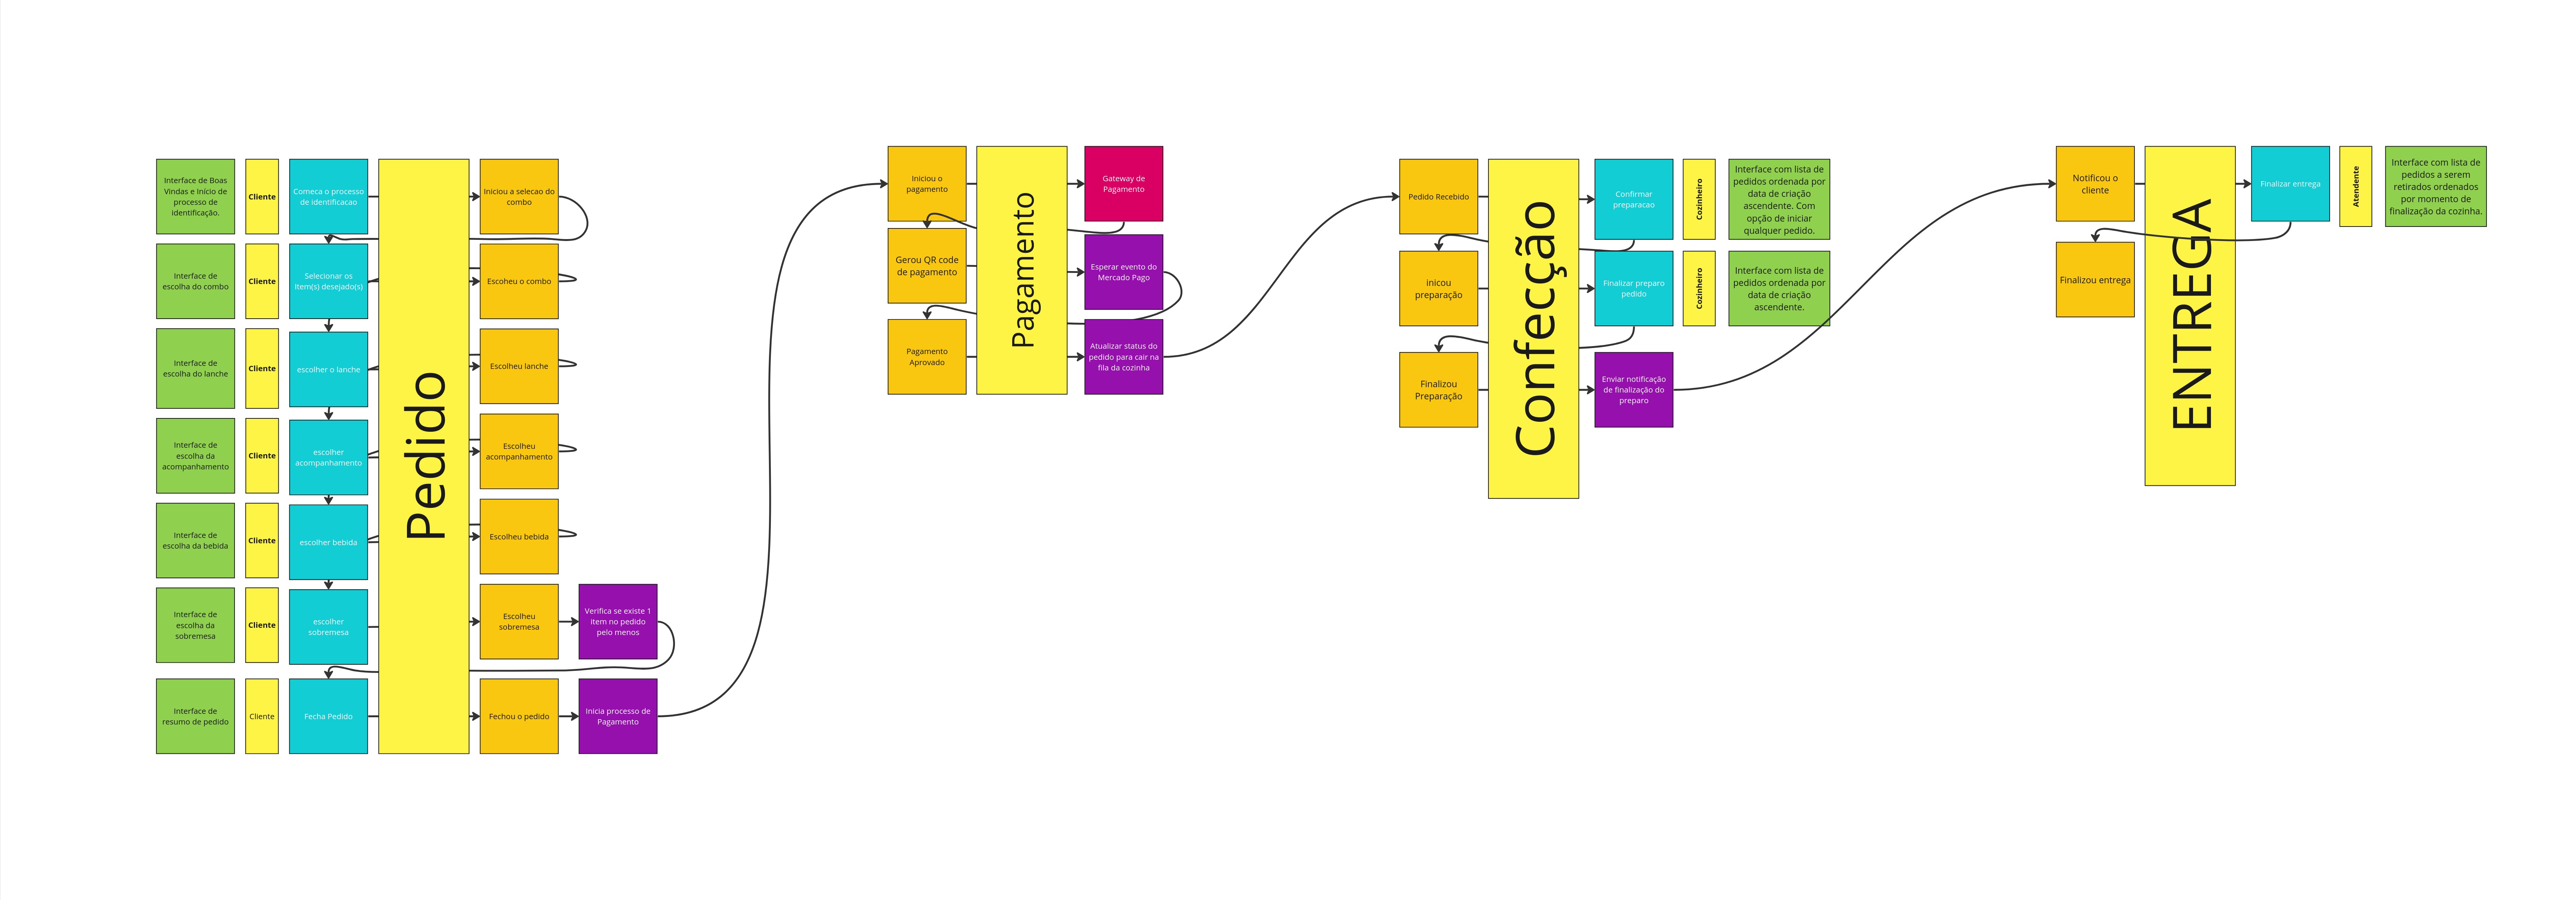 Interface de Boas
Vindas e Início de
processo de
identificação.
Cliente
Comeca o processo
de identificacao
Iniciou a selecao do
combo
Interface de
escolha do combo
Cliente
Selecionar os
Item(s) desejado(s)
Escoheu o combo
Interface de
escolha do lanche
Cliente
escolher o lanche
Escolheu lanche
Interface de
escolha da
acompanhamento
Cliente
escolher
acompanhamento
Escolheu
acompanhamento
Interface de
escolha da bebida
Cliente
escolher bebida
Escolheu bebida
Interface de
escolha da
sobremesa
Cliente
escolher
sobremesa
Escolheu
sobremesa
Verifica se existe 1
item no pedido
pelo menos
Interface de
resumo de pedido
Cliente
Fecha Pedido
Fechou o pedido
Inicia processo de
Pagamento
Pedido
Iniciou o
pagamento
Gateway de
Pagamento
Gerou QR code
de pagamento
Esperar evento do
Mercado Pago
Pagamento
Aprovado
Atualizar status do
pedido para cair na
fila da cozinha
Pagamento
Pedido Recebido
Confirmar
preparacao
Cozinheiro
Interface com lista de
pedidos ordenada por
data de criação
ascendente. Com
opção de iniciar
qualquer pedido.
inicou
preparação
Finalizar preparo
pedido
Cozinheiro
Interface com lista de
pedidos ordenada por
data de criação
ascendente.
Finalizou
Preparação
Enviar notificação
de finalização do
preparo
Confecção
Notificou o
cliente
Finalizar entrega
Atendente
Interface com lista de
pedidos a serem
retirados ordenados
por momento de
finalização da cozinha.
Finalizou entrega
ENTREGA